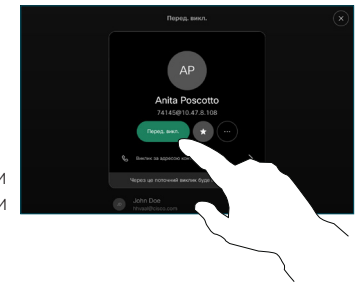 Перед. викл.
AP
Anita Poscotto
74145@10.47.8.108
Перед. викл.
Виклик за адресою
Через це поточний виклик буде
John Doe
и
и